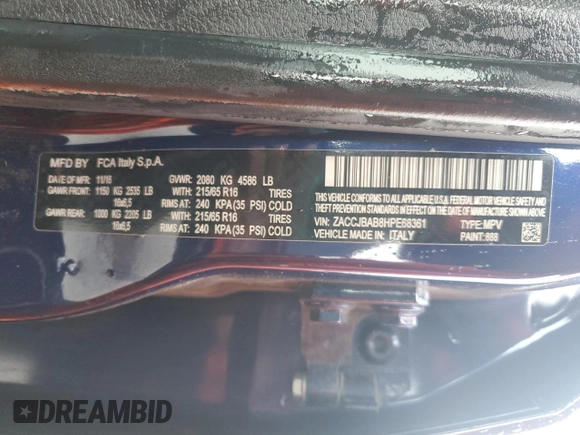 MFD BY FCA Italy S.p.A.
DATE OF MFD: 11/16 GVWR: 2080 KG 4586 LB
GAWR FRONT: 1150 KG 2535 LB WITH 215/65 R16 TIRES
16x6,5 RIMS AT: 240 KPA(35 PSI) COLD
GAWR REAR: 1000 KG 2205 LB WITH 215/65 R16 TIRES
16x6,5 RIMS AT: 240 KPA(35 PSI) COLD
THIS VEHICLE CONFORMS TO ALL APPLICABLE U.S.A. FEDERAL MOTOR VEHICLE SAFETY, BUMPER AND THEFT PREVENTION STANDARDS IN EFFECT ON THE DATE OF MANUFACTURE SHOWN ABOVE
VIN: ZACCJBAB8HPE68361 TYPE: MPV
VEHICLE MADE IN: ITALY PAINT: 888
DREAMBID